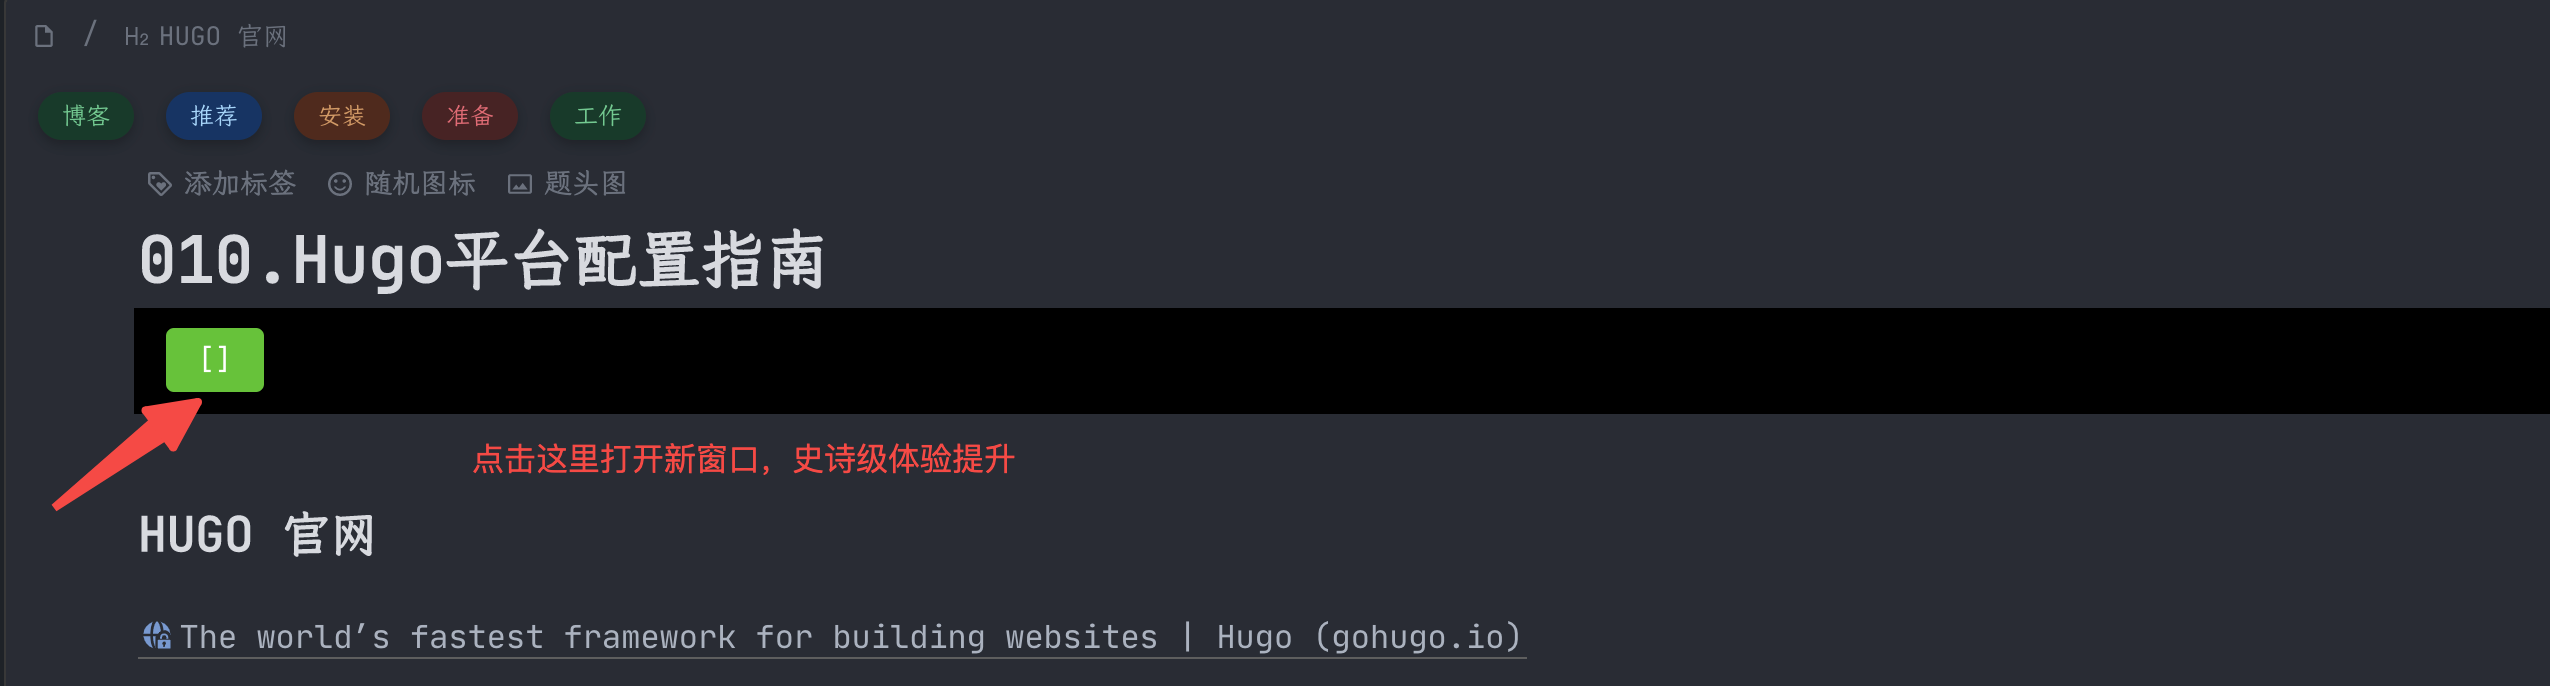 / H2 HUGO 官网
博客 推荐 安装 准备 工作
添加标签 随机图标 题头图
010.Hugo平台配置指南
[]
点击这里打开新窗口，史诗级体验提升
HUGO 官网
The world’s fastest framework for building websites | Hugo (gohugo.io)